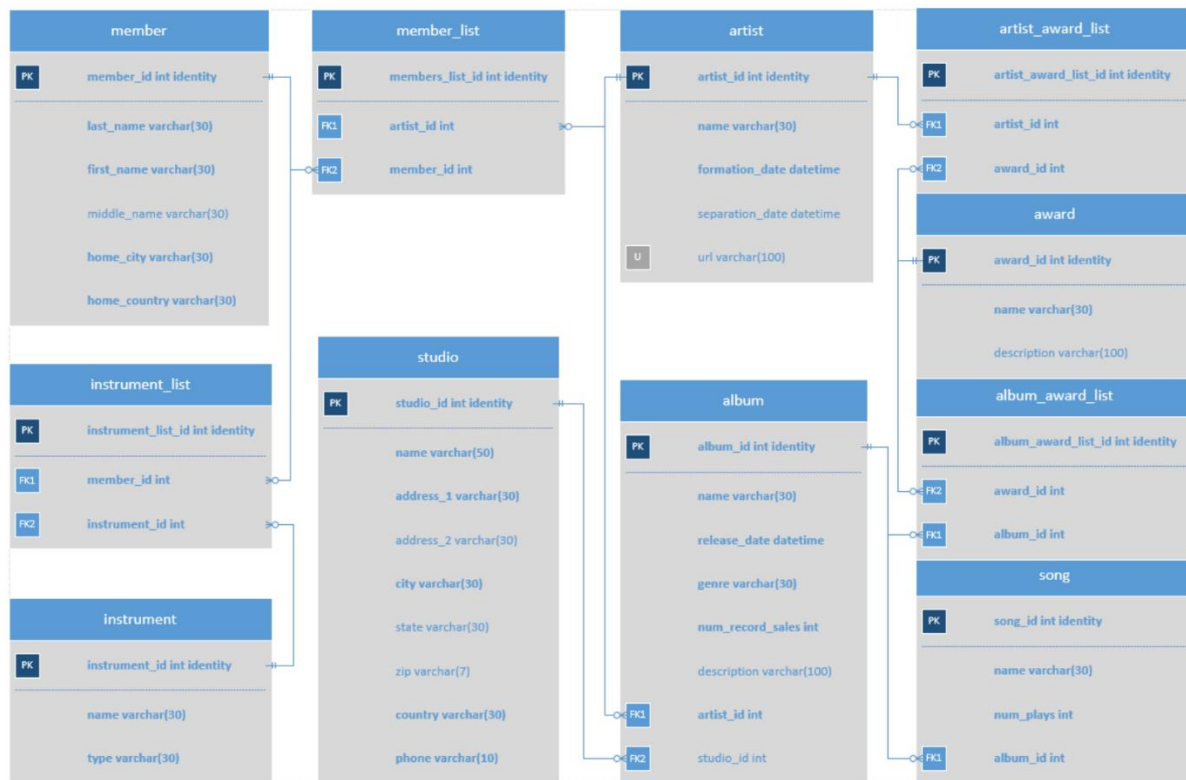 member
PK member_id int identity
last_name varchar(30)
first_name varchar(30)
middle_name varchar(30)
home_city varchar(30)
home_country varchar(30)
member_list
PK members_list_id int identity
FK1 artist_id int
FK2 member_id int
artist
PK artist_id int identity
name varchar(30)
formation_date datetime
separation_date datetime
U url varchar(100)
artist_award_list
PK artist_award_list_id int identity
FK1 artist_id int
FK2 award_id int
award
PK award_id int identity
name varchar(30)
description varchar(100)
instrument_list
PK instrument_list_id int identity
FK1 member_id int
FK2 instrument_id int
instrument
PK instrument_id int identity
name varchar(30)
type varchar(30)
studio
PK studio_id int identity
name varchar(50)
address_1 varchar(30)
address_2 varchar(30)
city varchar(30)
state varchar(30)
zip varchar(7)
country varchar(30)
phone varchar(10)
album
PK album_id int identity
name varchar(30)
release_date datetime
genre varchar(30)
num_record_sales int
description varchar(100)
FK1 artist_id int
FK2 studio_id int
album_award_list
PK album_award_list_id int identity
FK2 award_id int
FK1 album_id int
song
PK song_id int identity
name varchar(30)
num_plays int
FK1 album_id int